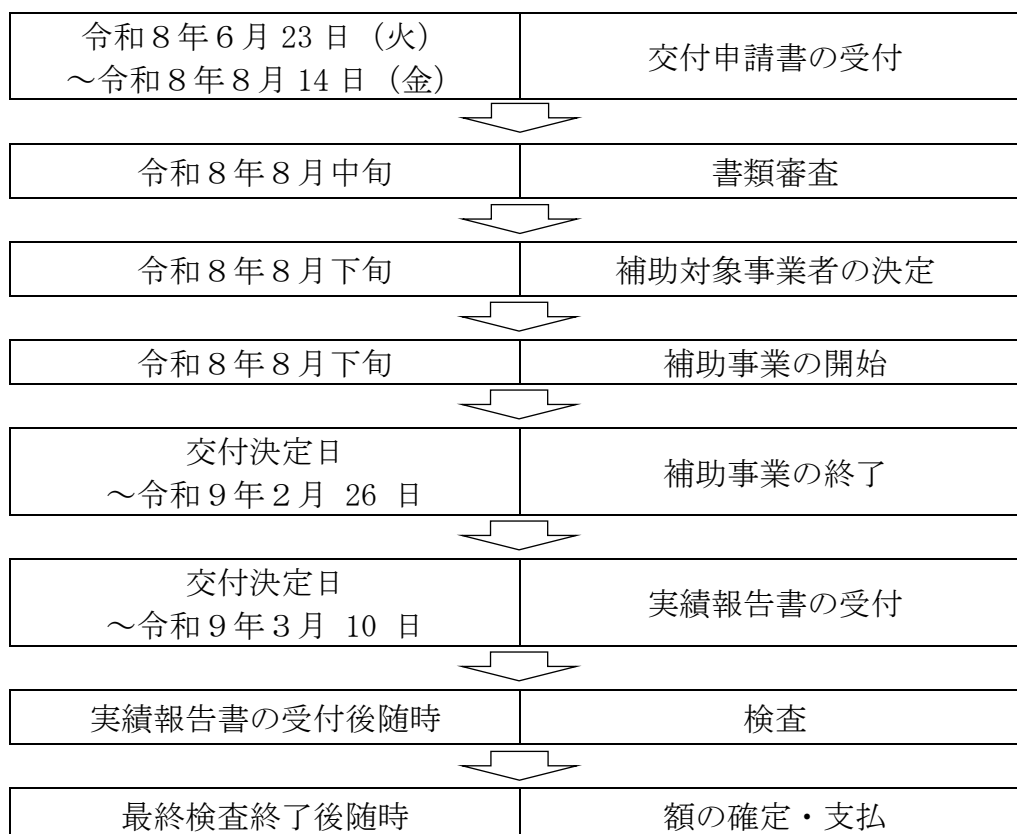 令和８年６月 23 日（火）
～令和８年８月 14 日（金）
交付申請書の受付
令和８年８月中旬
書類審査
令和８年８月下旬
補助対象事業者の決定
令和８年８月下旬
補助事業の開始
交付決定日
～令和９年２月 26 日
補助事業の終了
交付決定日
～令和９年３月 10 日
実績報告書の受付
実績報告書の受付後随時
検査
最終検査終了後随時
額の確定・支払